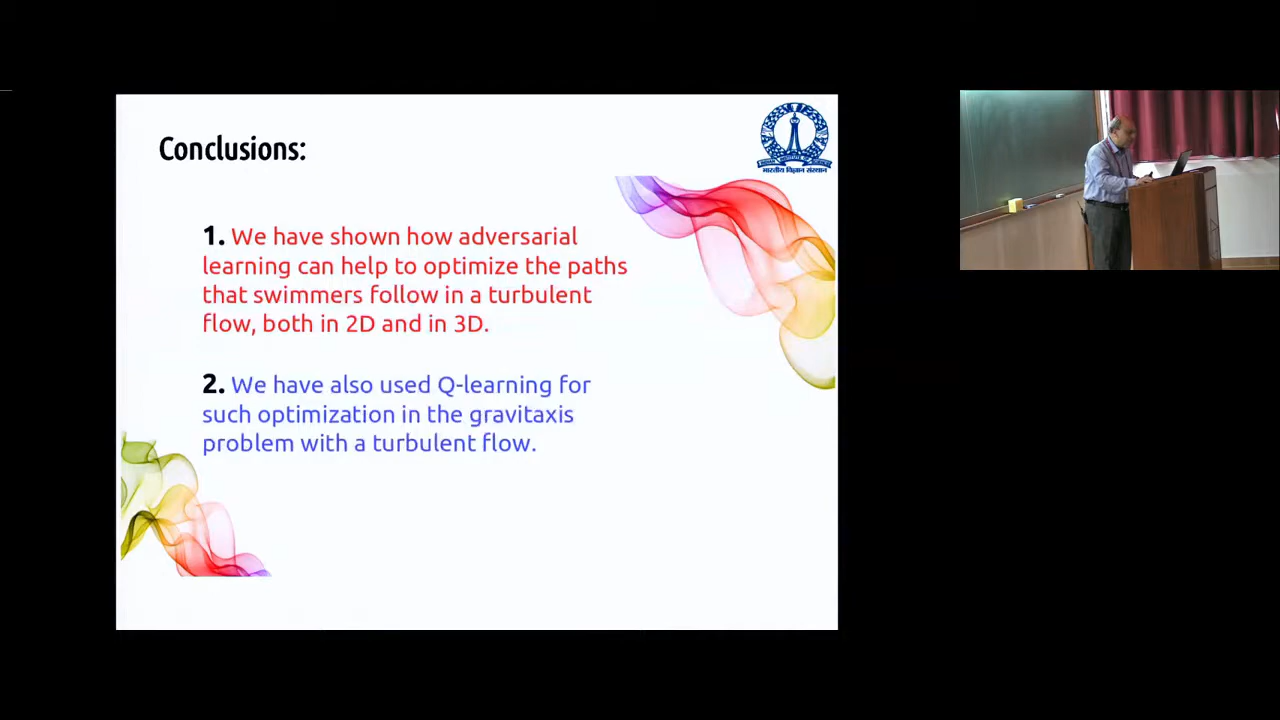 Conclusions:
1. We have shown how adversarial
learning can help to optimize the paths
that swimmers follow in a turbulent
flow, both in 2D and in 3D.
2. We have also used Q-learning for
such optimization in the gravitaxis
problem with a turbulent flow.
भारतीय विज्ञान संस्थान